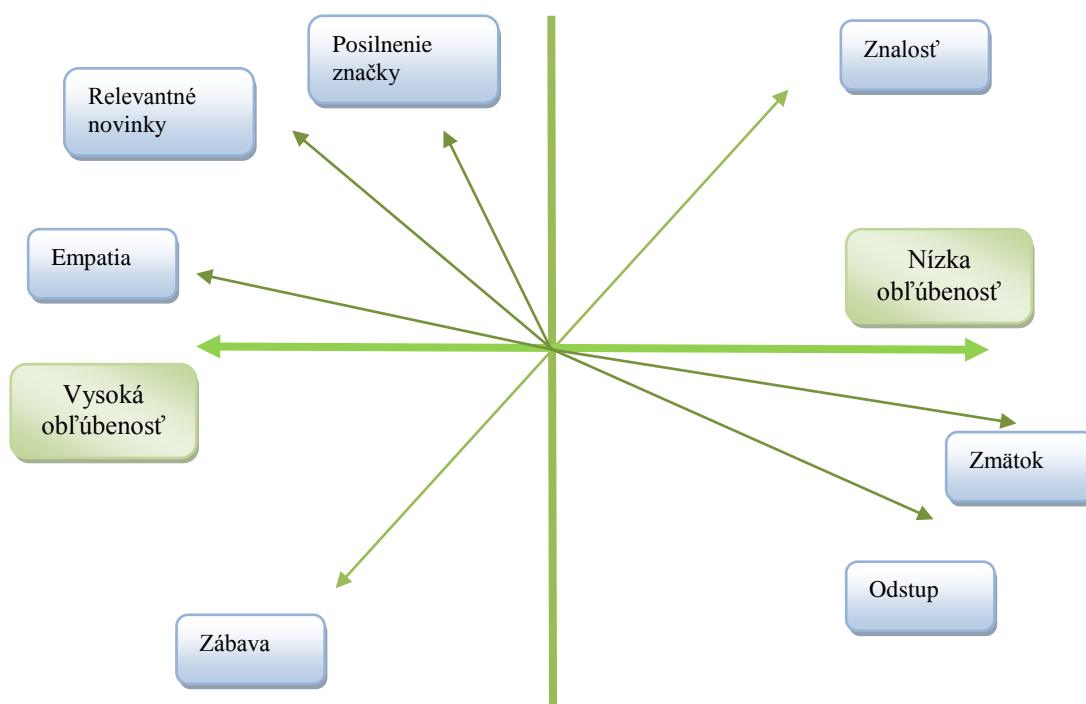 Posilnenie
značky
Znalosť
Relevantné
novinky
Empatia
Nízka
obľúbenosť
Vysoká
obľúbenosť
Zmätok
Odstup
Zábava